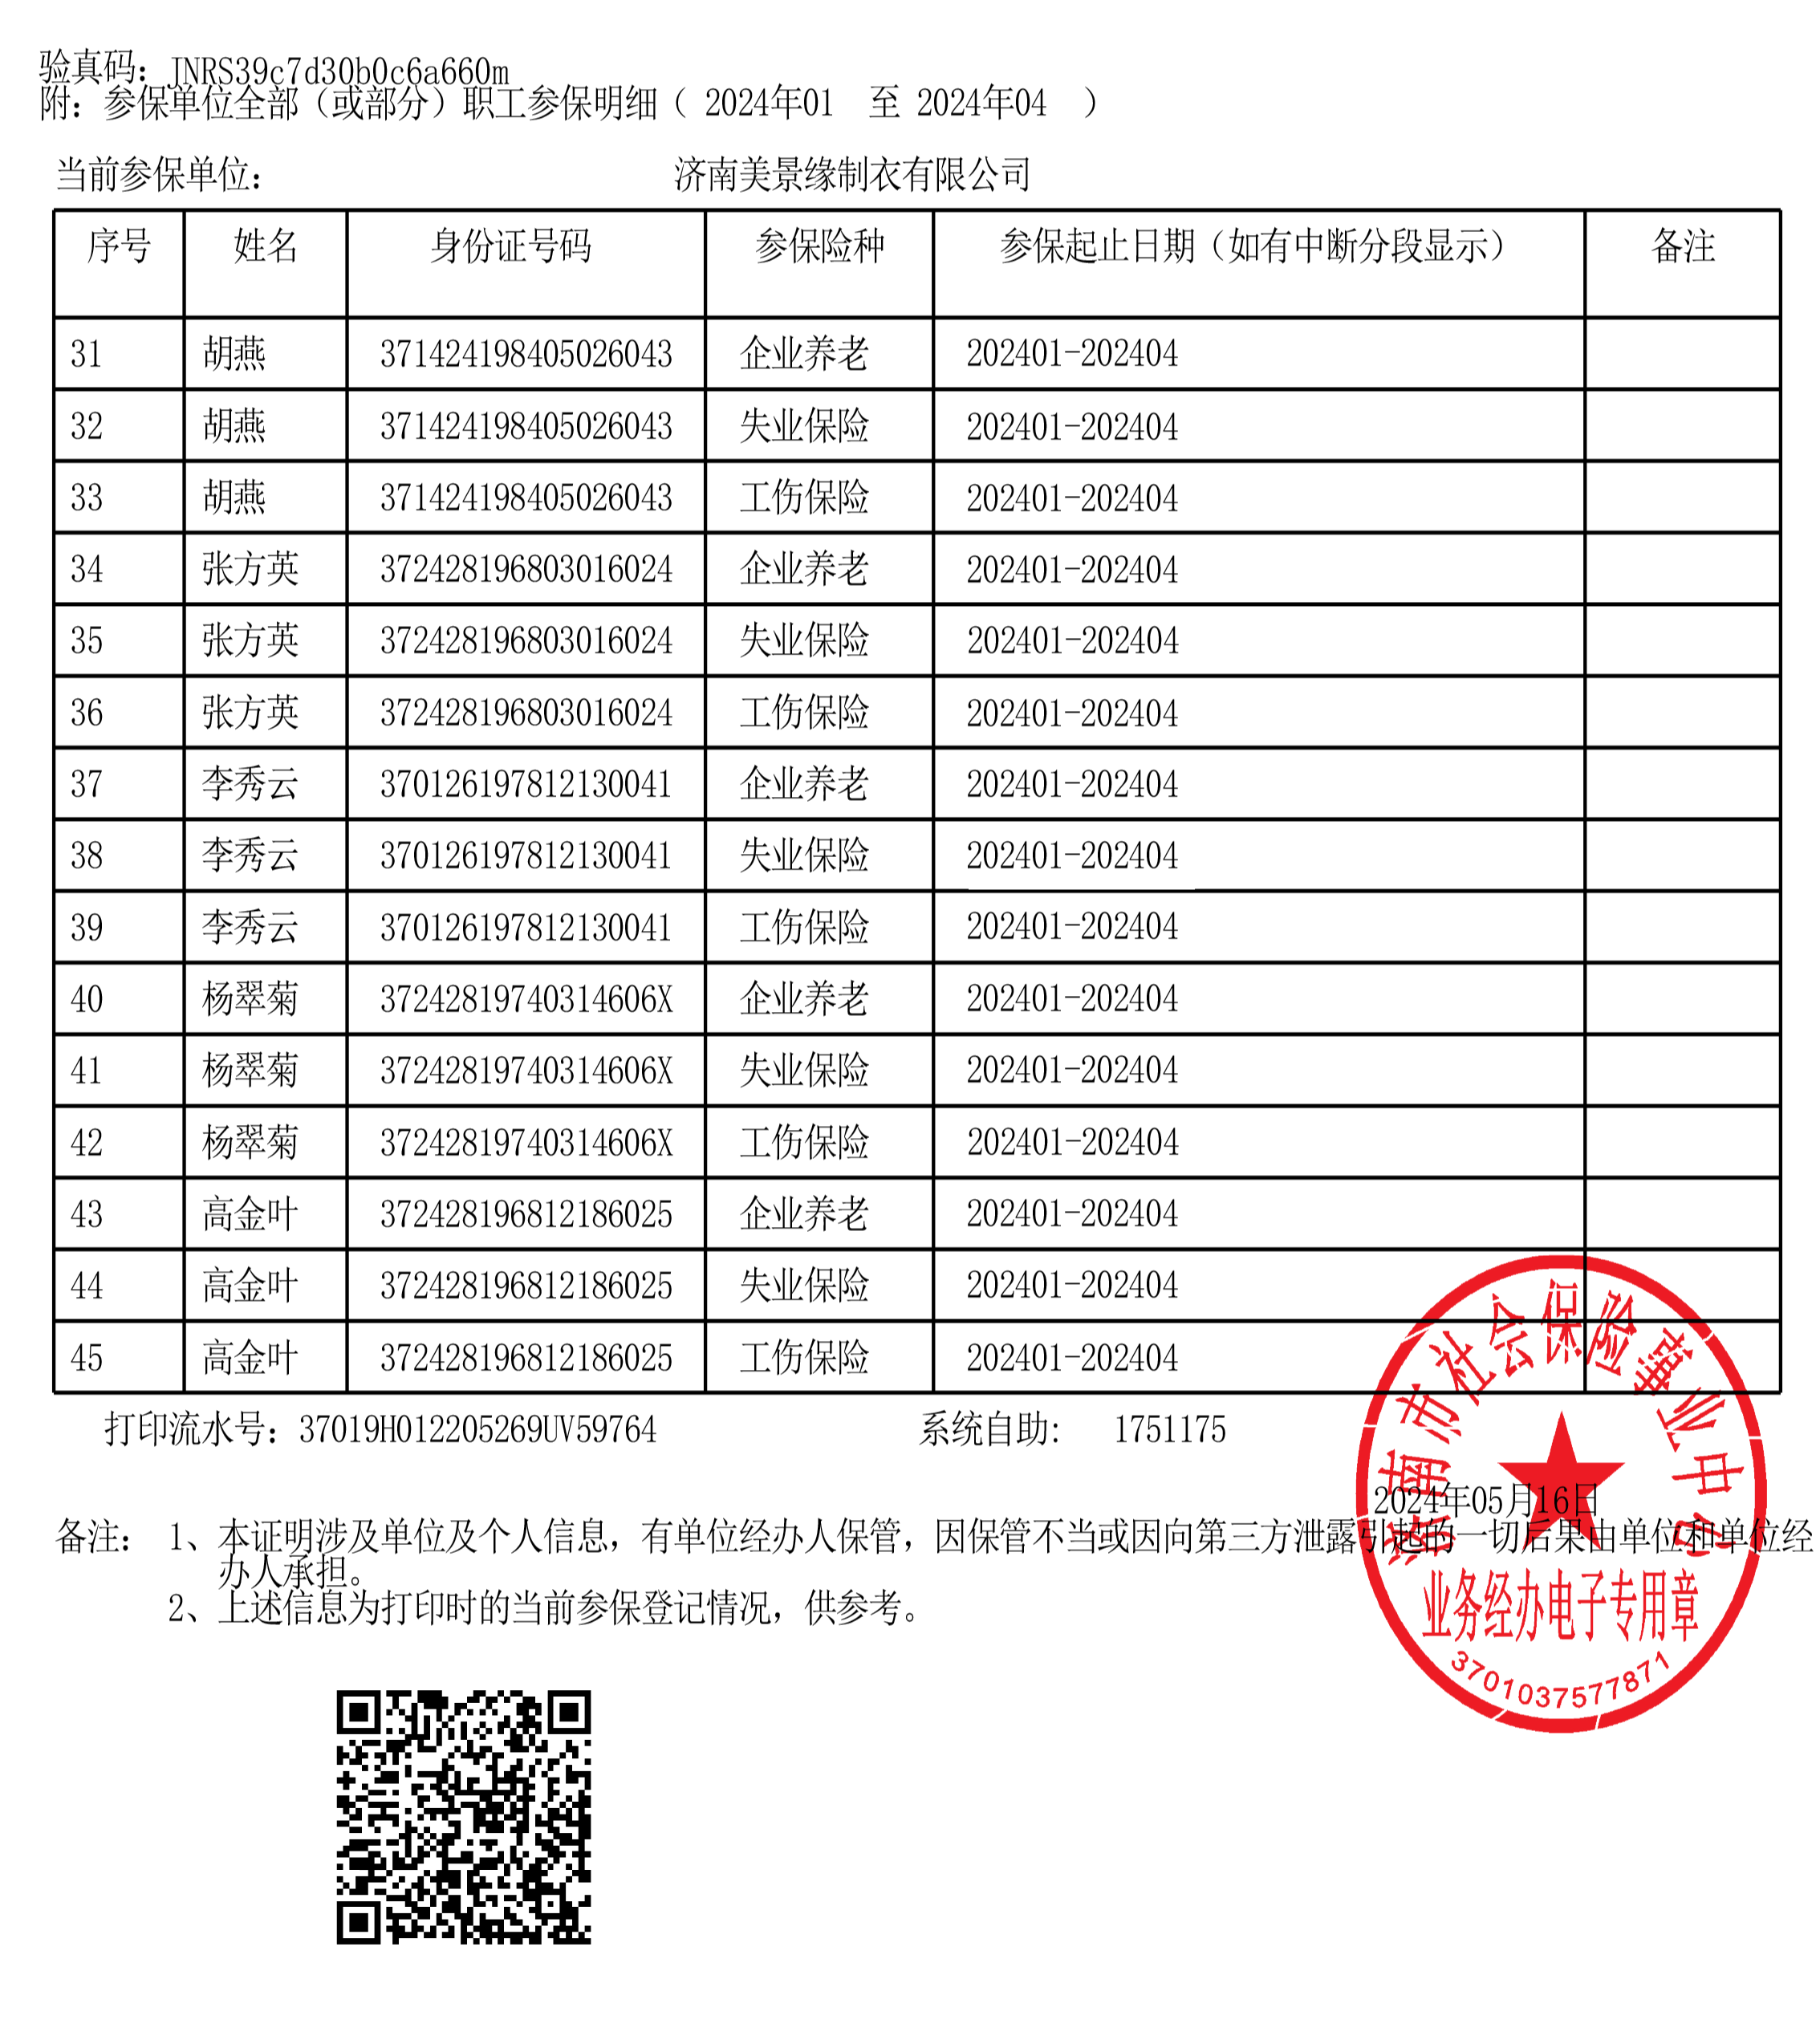 验真码：JNRS39c7d30b0c6a660m
附：参保单位全部（或部分）职工参保明细（ 2024年01 至 2024年04 ）
当前参保单位： 济南美景缘制衣有限公司
序号 姓名 身份证号码 参保险种 参保起止日期（如有中断分段显示） 备注
31 胡燕 371424198405026043 企业养老 202401-202404
32 胡燕 371424198405026043 失业保险 202401-202404
33 胡燕 371424198405026043 工伤保险 202401-202404
34 张方英 372428196803016024 企业养老 202401-202404
35 张方英 372428196803016024 失业保险 202401-202404
36 张方英 372428196803016024 工伤保险 202401-202404
37 李秀云 370126197812130041 企业养老 202401-202404
38 李秀云 370126197812130041 失业保险 202401-202404
39 李秀云 370126197812130041 工伤保险 202401-202404
40 杨翠菊 37242819740314606X 企业养老 202401-202404
41 杨翠菊 37242819740314606X 失业保险 202401-202404
42 杨翠菊 37242819740314606X 工伤保险 202401-202404
43 高金叶 372428196812186025 企业养老 202401-202404
44 高金叶 372428196812186025 失业保险 202401-202404
45 高金叶 372428196812186025 工伤保险 202401-202404
打印流水号：37019H012205269UV59764 系统自助: 1751175
2024年05月16日
备注： 1、本证明涉及单位及个人信息，有单位经办人保管，因保管不当或因向第三方泄露引起的一切后果由单位和单位经
办人承担。
2、上述信息为打印时的当前参保登记情况，供参考。
济南市社会保险事业中心
业务经办电子专用章
3701037577871